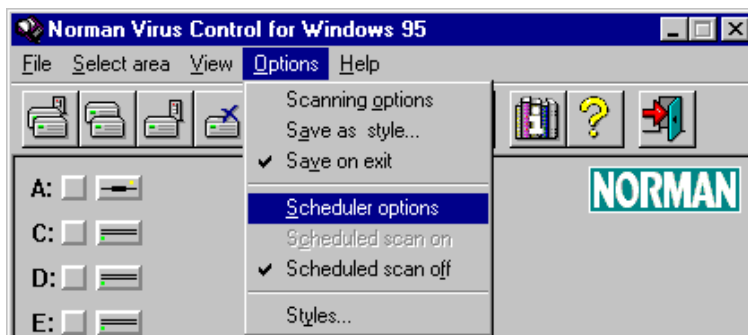 Norman Virus Control for Windows 95
File Select area View Options Help
Scanning options
Save as style...
Save on exit
A:
NORMAN
Scheduler options
C:
Scheduled scan on
D:
Scheduled scan off
E:
Styles...